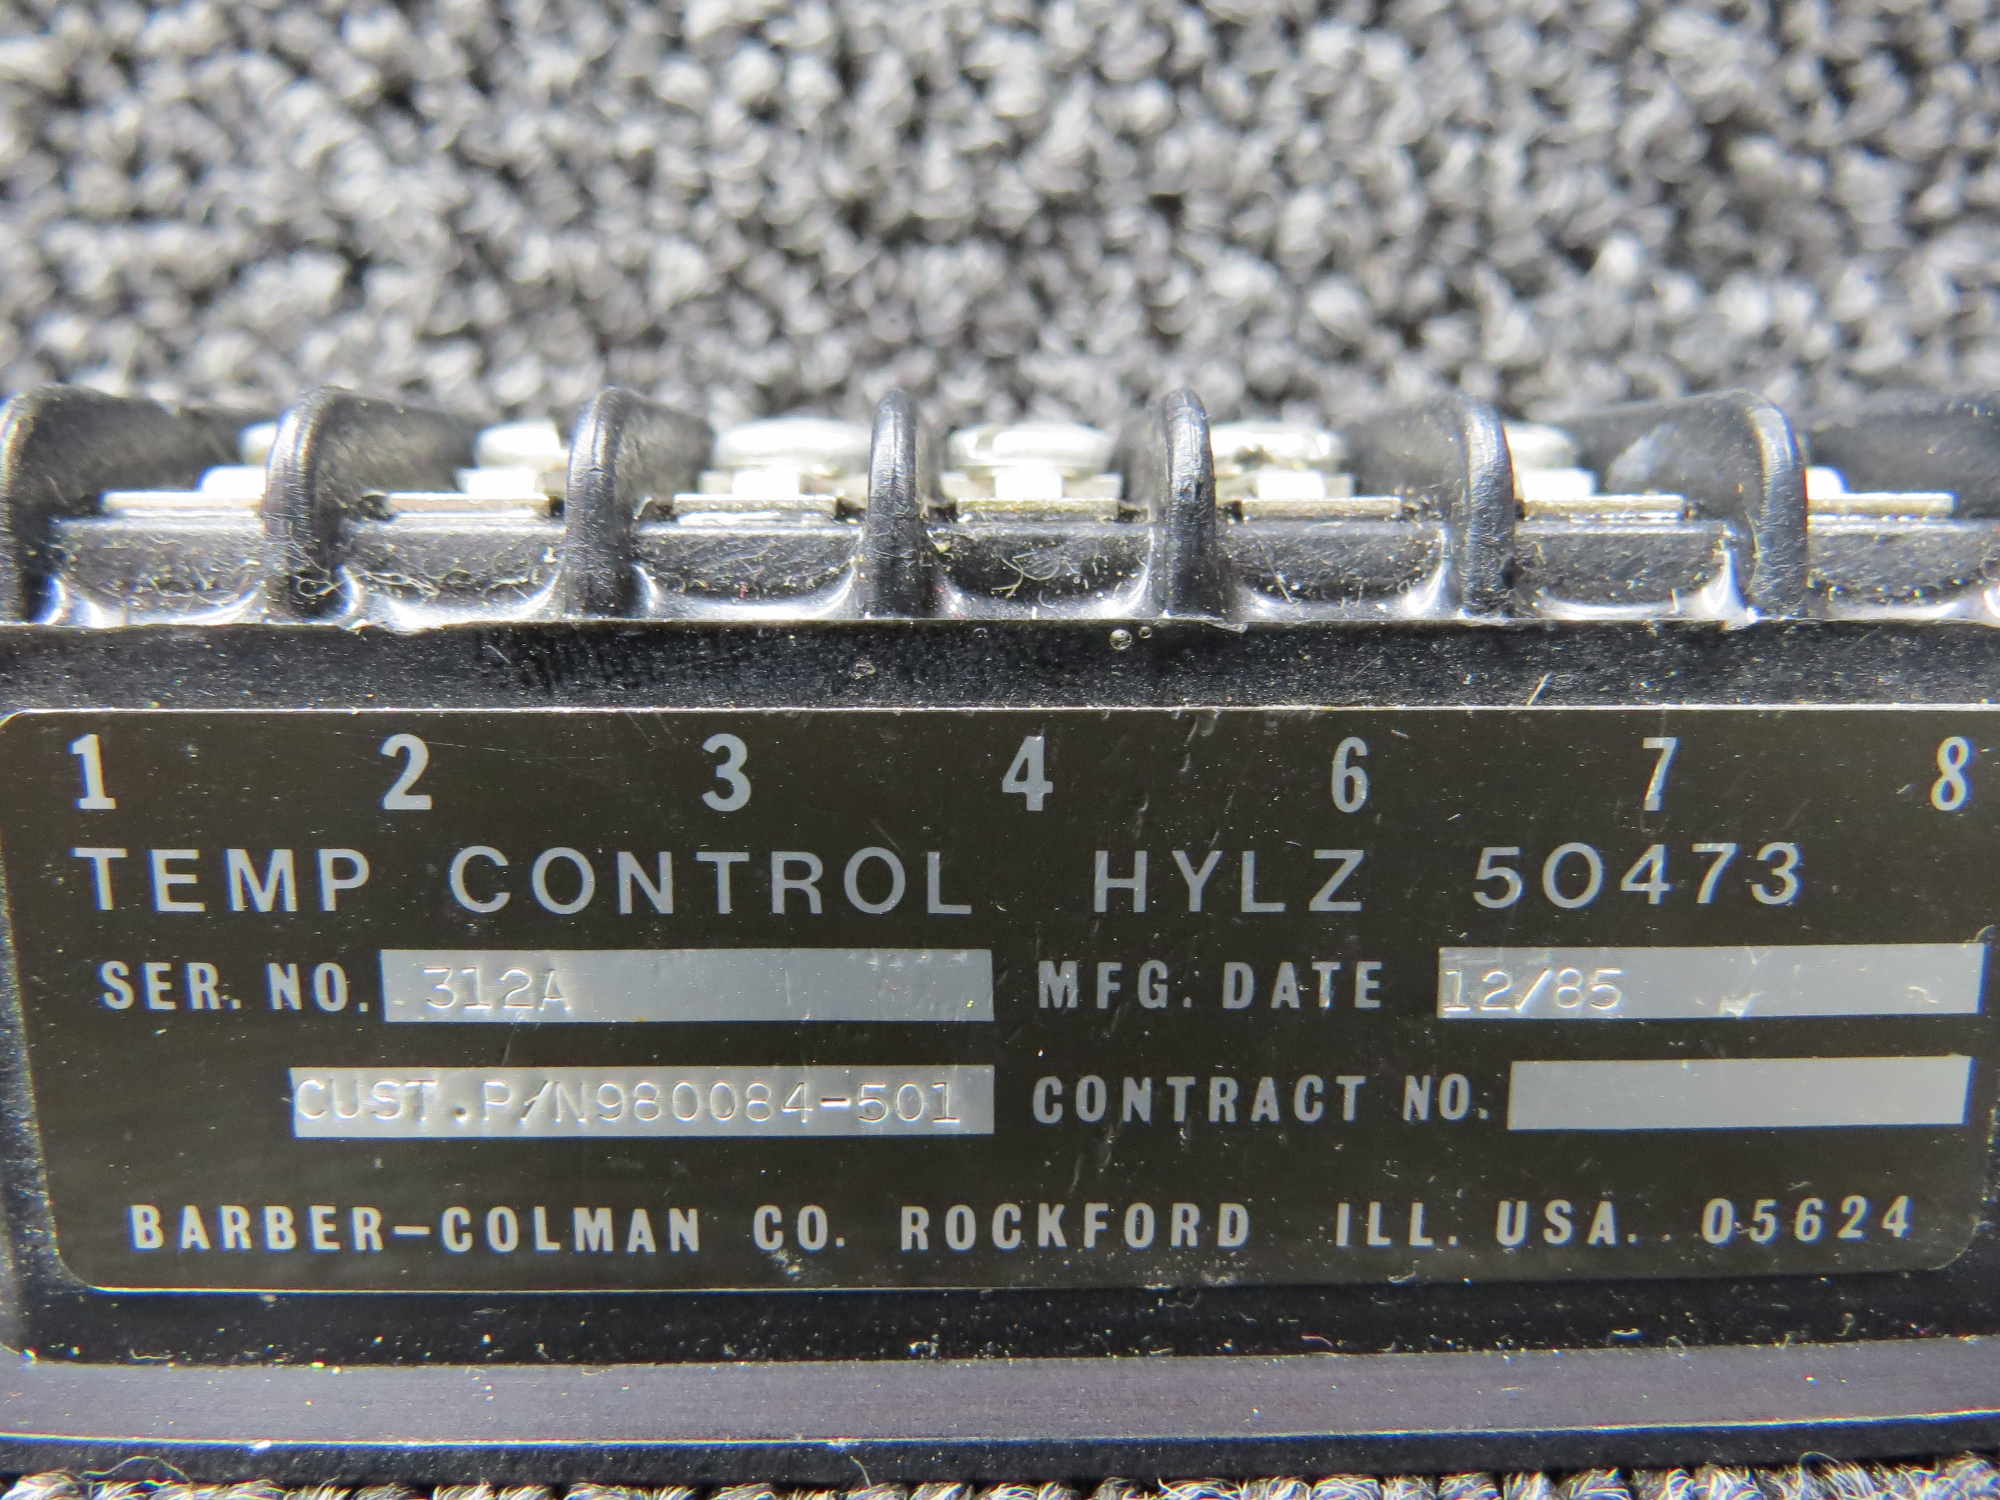 1 2 3 4 6 7 8
TEMP CONTROL HYLZ 50473
SER. NO. 312A MFG. DATE 12/85
CUST.P/N980084-501 CONTRACT NO.
BARBER-COLMAN CO. ROCKFORD ILL. USA. 05624